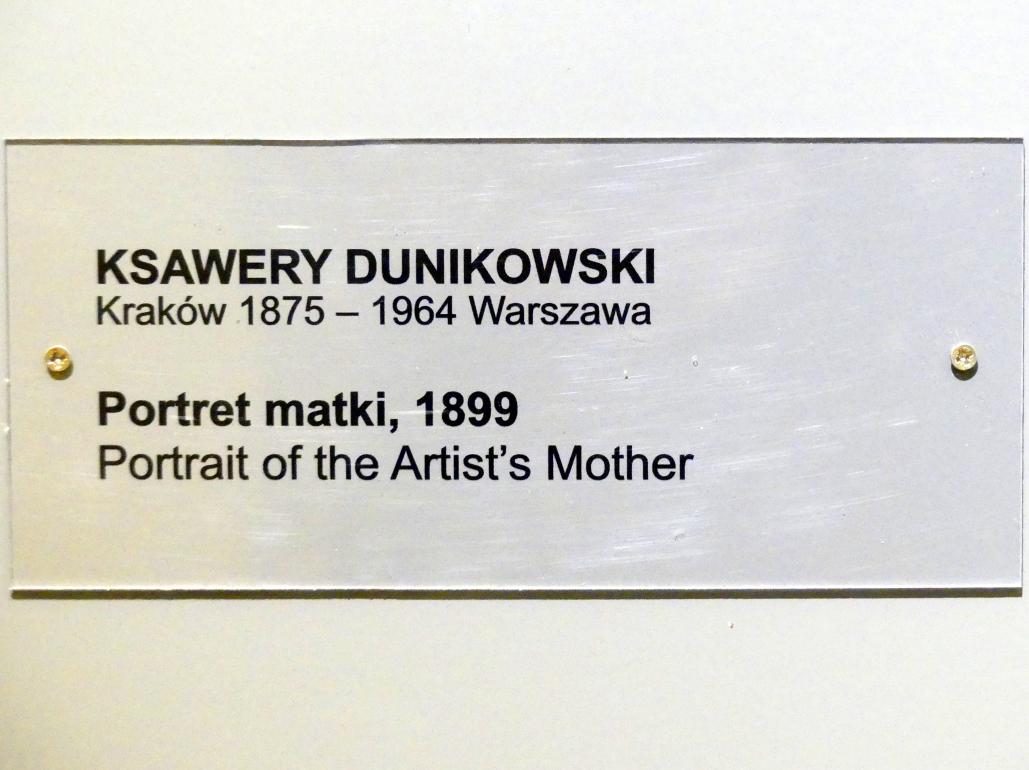 KSAWERY DUNIKOWSKI
Kraków 1875 – 1964 Warszawa
Portret matki, 1899
Portrait of the Artist’s Mother